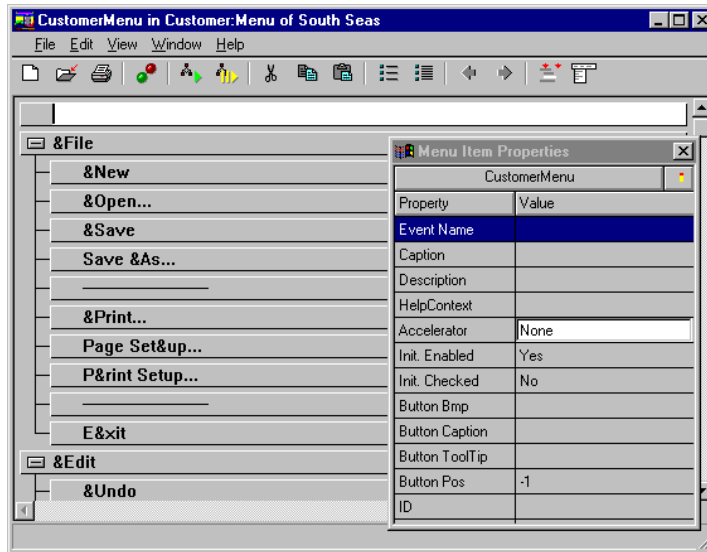 CustomerMenu in Customer:Menu of South Seas
File Edit View Window Help
&File
&New
&Open...
&Save
Save &As...
&Print...
Page Set&up...
P&rint Setup...
E&xit
&Edit
&Undo
Menu Item Properties
CustomerMenu
Property Value
Event Name
Caption
Description
HelpContext
Accelerator None
Init. Enabled Yes
Init. Checked No
Button Bmp
Button Caption
Button ToolTip
Button Pos -1
ID